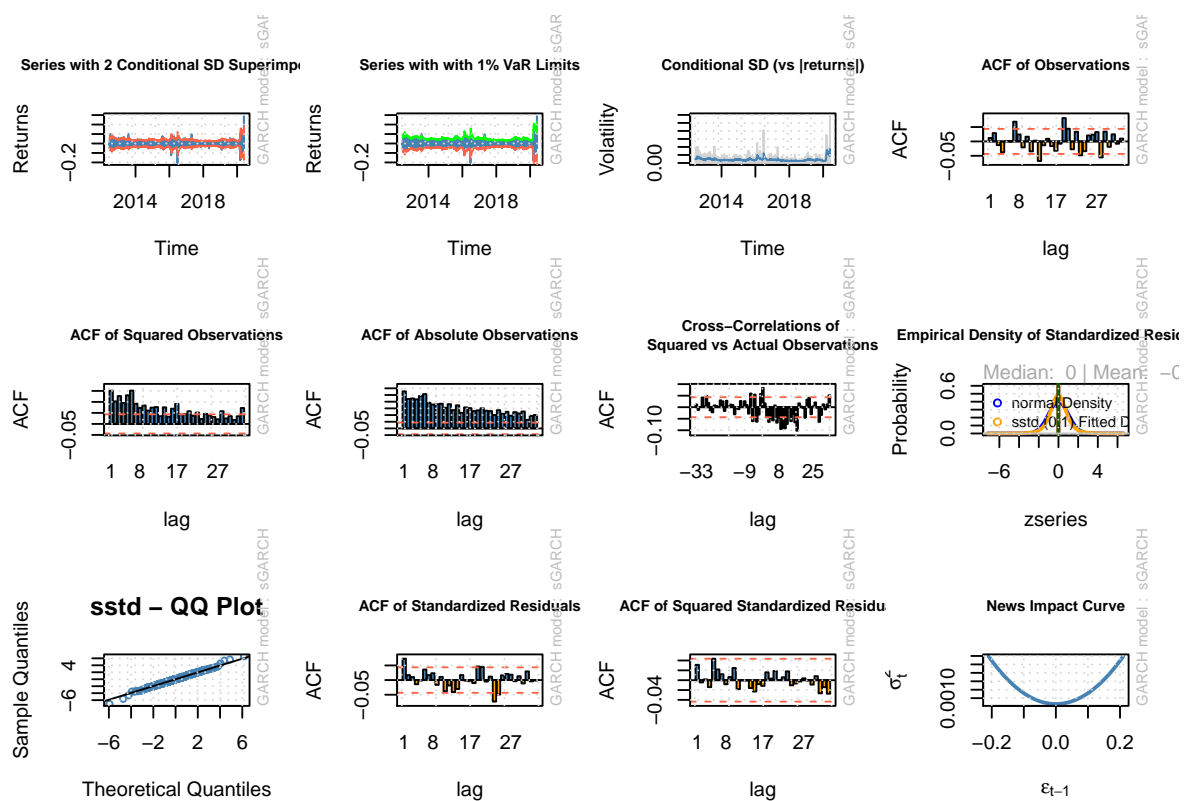 Series with 2 Conditional SD Superimpo
Returns
−0.2
2014 2018
Time
GARCH model : sGARCH
Series with with 1% VaR Limits
Returns
−0.2
2014 2018
Time
GARCH model : sGARCH
Conditional SD (vs |returns|)
Volatility
0.00
2014 2018
Time
GARCH model : sGARCH
ACF of Observations
ACF
−0.05
1 8 17 27
lag
GARCH model : sGARCH
ACF of Squared Observations
ACF
−0.05
1 8 17 27
lag
GARCH model : sGARCH
ACF of Absolute Observations
ACF
−0.05
1 8 17 27
lag
GARCH model : sGARCH
Cross−Correlations of
Squared vs Actual Observations
ACF
−0.10
−33 −9 8 25
lag
GARCH model : sGARCH
Empirical Density of Standardized Resid
Median: 0 | Mean: −0
Probability
0.0 0.6
normal Density
sstd (0,1) Fitted D
−6 0 4
zseries
GARCH model : sGARCH
sstd − QQ Plot
Sample Quantiles
−6 4
−6 −2 2 6
Theoretical Quantiles
GARCH model : sGARCH
ACF of Standardized Residuals
ACF
−0.05
1 8 17 27
lag
GARCH model : sGARCH
ACF of Squared Standardized Residu
ACF
−0.04
1 8 17 27
lag
GARCH model : sGARCH
News Impact Curve
0.0010
−0.2 0.0 0.2
εt−1
GARCH model : sGARCH